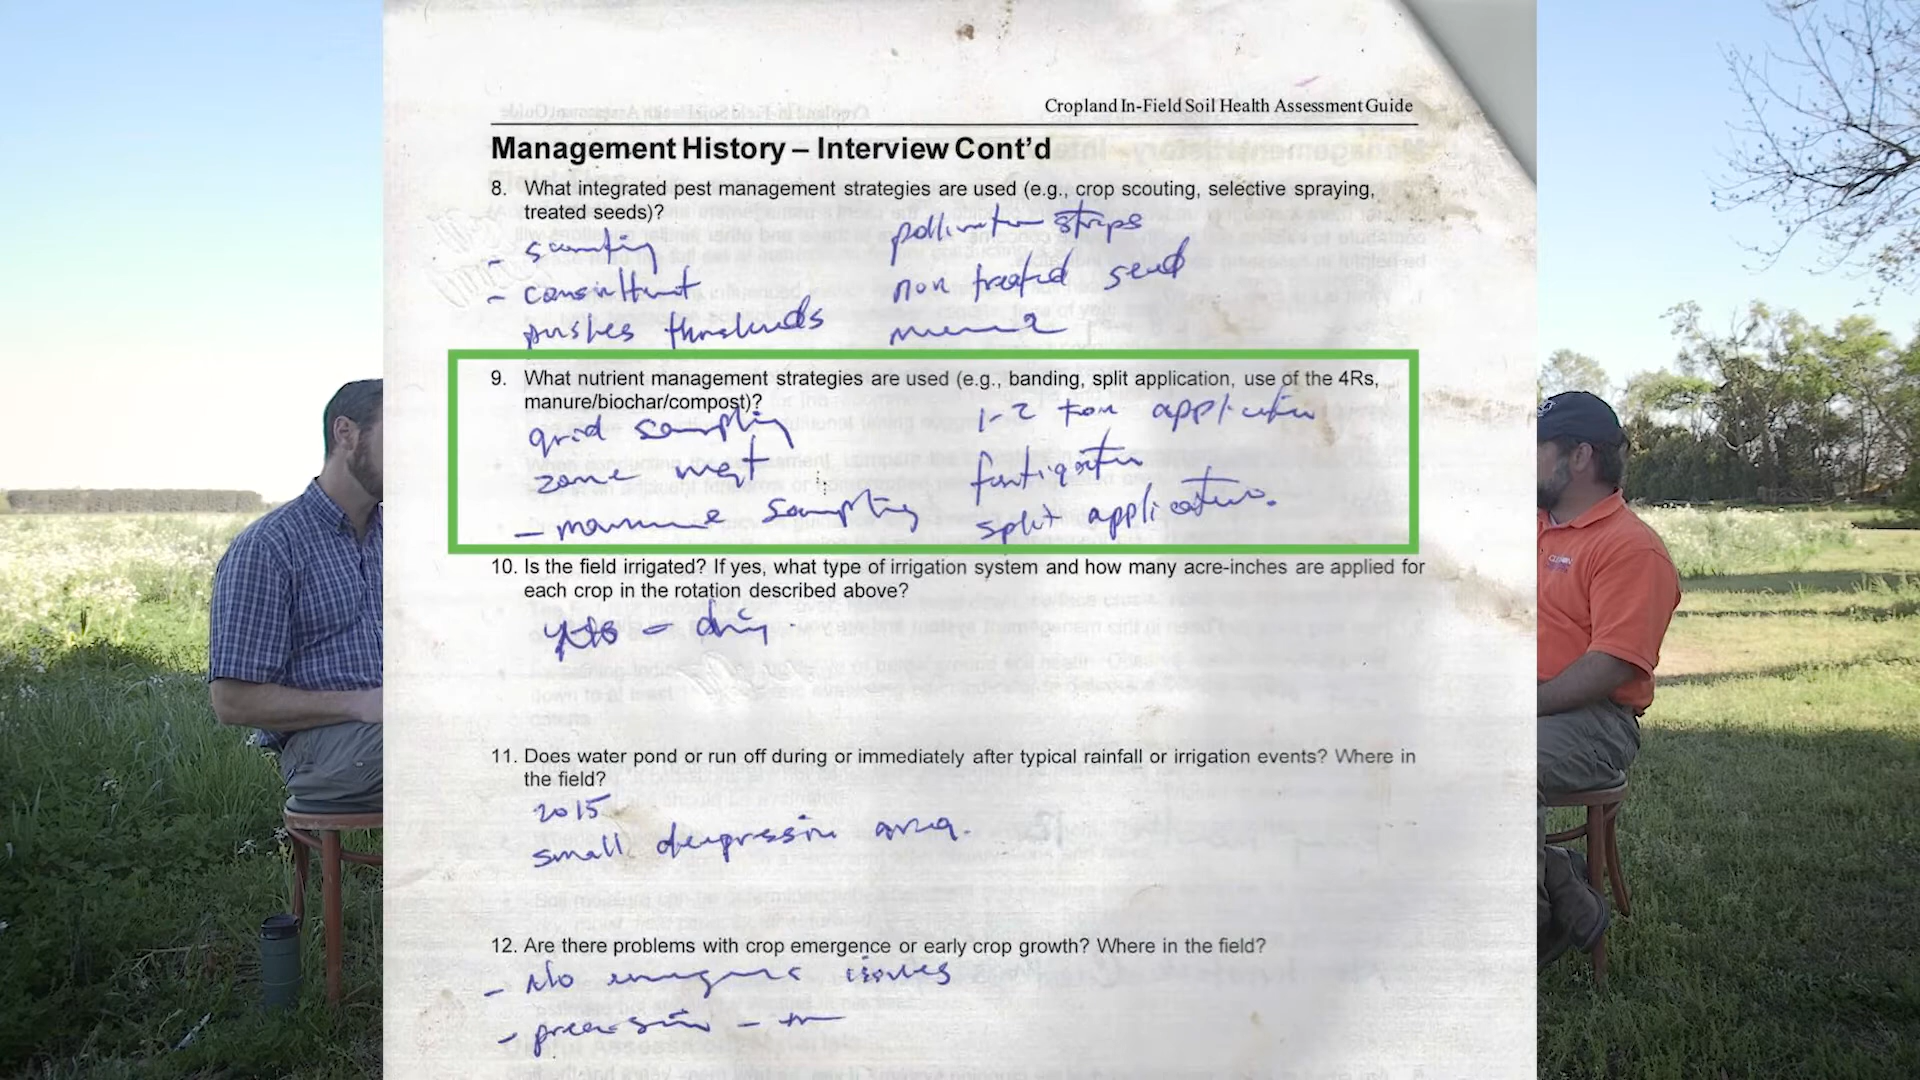 Cropland In-Field Soil Health Assessment Guide
Management History – Interview Cont'd
8. What integrated pest management strategies are used (e.g., crop scouting, selective spraying,
treated seeds)?
- scouting
- consultant
pushes thresholds
pollinator strips
non treated seed
9. What nutrient management strategies are used (e.g., banding, split application, use of the 4Rs,
manure/biochar/compost)?
grid sampling
zone mgt
- manure sampling
1-2 ton application
fertigation
split application.
10. Is the field irrigated? If yes, what type of irrigation system and how many acre-inches are applied for
each crop in the rotation described above?
yes - drip
11. Does water pond or run off during or immediately after typical rainfall or irrigation events? Where in
the field?
2015
small depression area.
12. Are there problems with crop emergence or early crop growth? Where in the field?
- No emergence issues
- precision -